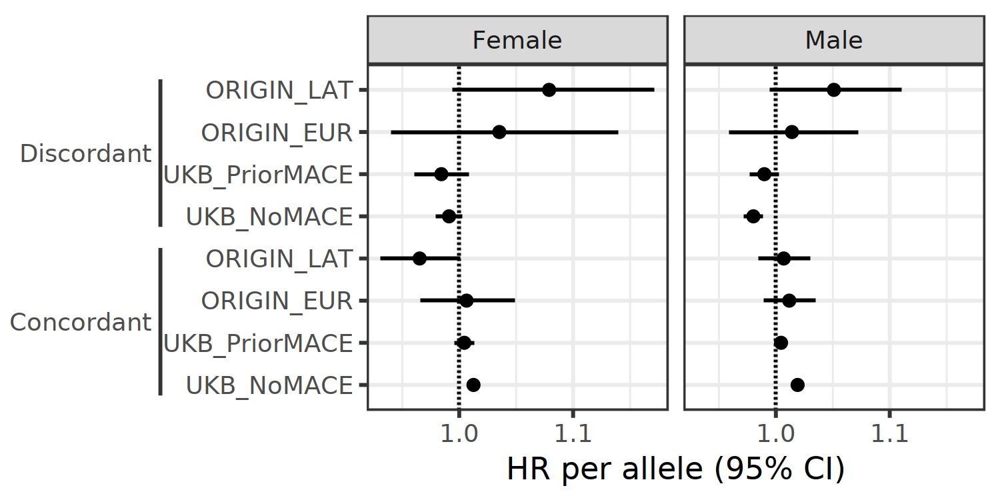 Female
Male
Discordant
ORIGIN_LAT
ORIGIN_EUR
UKB_PriorMACE
UKB_NoMACE
Concordant
ORIGIN_LAT
ORIGIN_EUR
UKB_PriorMACE
UKB_NoMACE
1.0
1.1
1.0
1.1
HR per allele (95% CI)